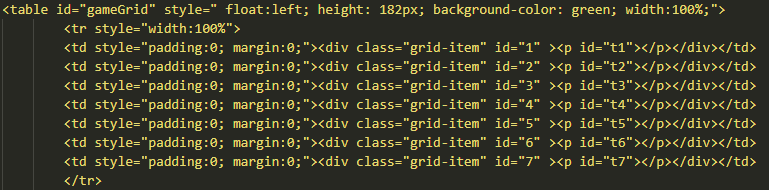 <table id="gameGrid" style=" float:left; height: 182px; background-color: green; width:100%;">
<tr style="width:100%">
<td style="padding:0; margin:0;"><div class="grid-item" id="1" ><p id="t1"></p></div></td>
<td style="padding:0; margin:0;"><div class="grid-item" id="2" ><p id="t2"></p></div></td>
<td style="padding:0; margin:0;"><div class="grid-item" id="3" ><p id="t3"></p></div></td>
<td style="padding:0; margin:0;"><div class="grid-item" id="4" ><p id="t4"></p></div></td>
<td style="padding:0; margin:0;"><div class="grid-item" id="5" ><p id="t5"></p></div></td>
<td style="padding:0; margin:0;"><div class="grid-item" id="6" ><p id="t6"></p></div></td>
<td style="padding:0; margin:0;"><div class="grid-item" id="7" ><p id="t7"></p></div></td>
</tr>